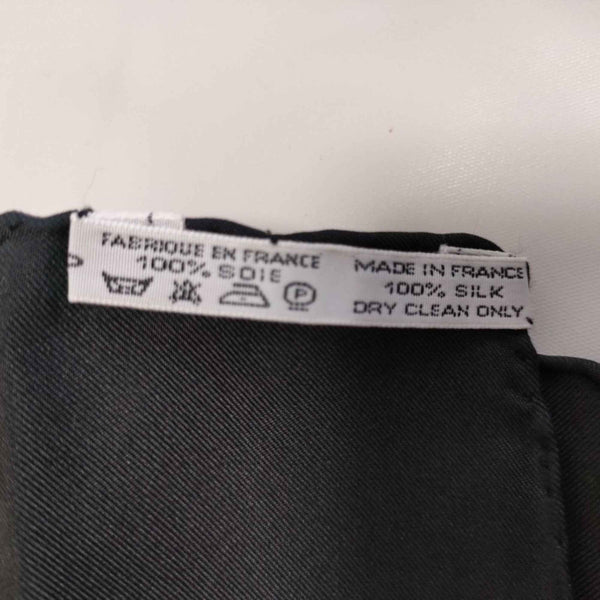 FABRIQUE EN FRANCE
100% SOIE
P
MADE IN FRANCE
100% SILK
DRY CLEAN ONLY